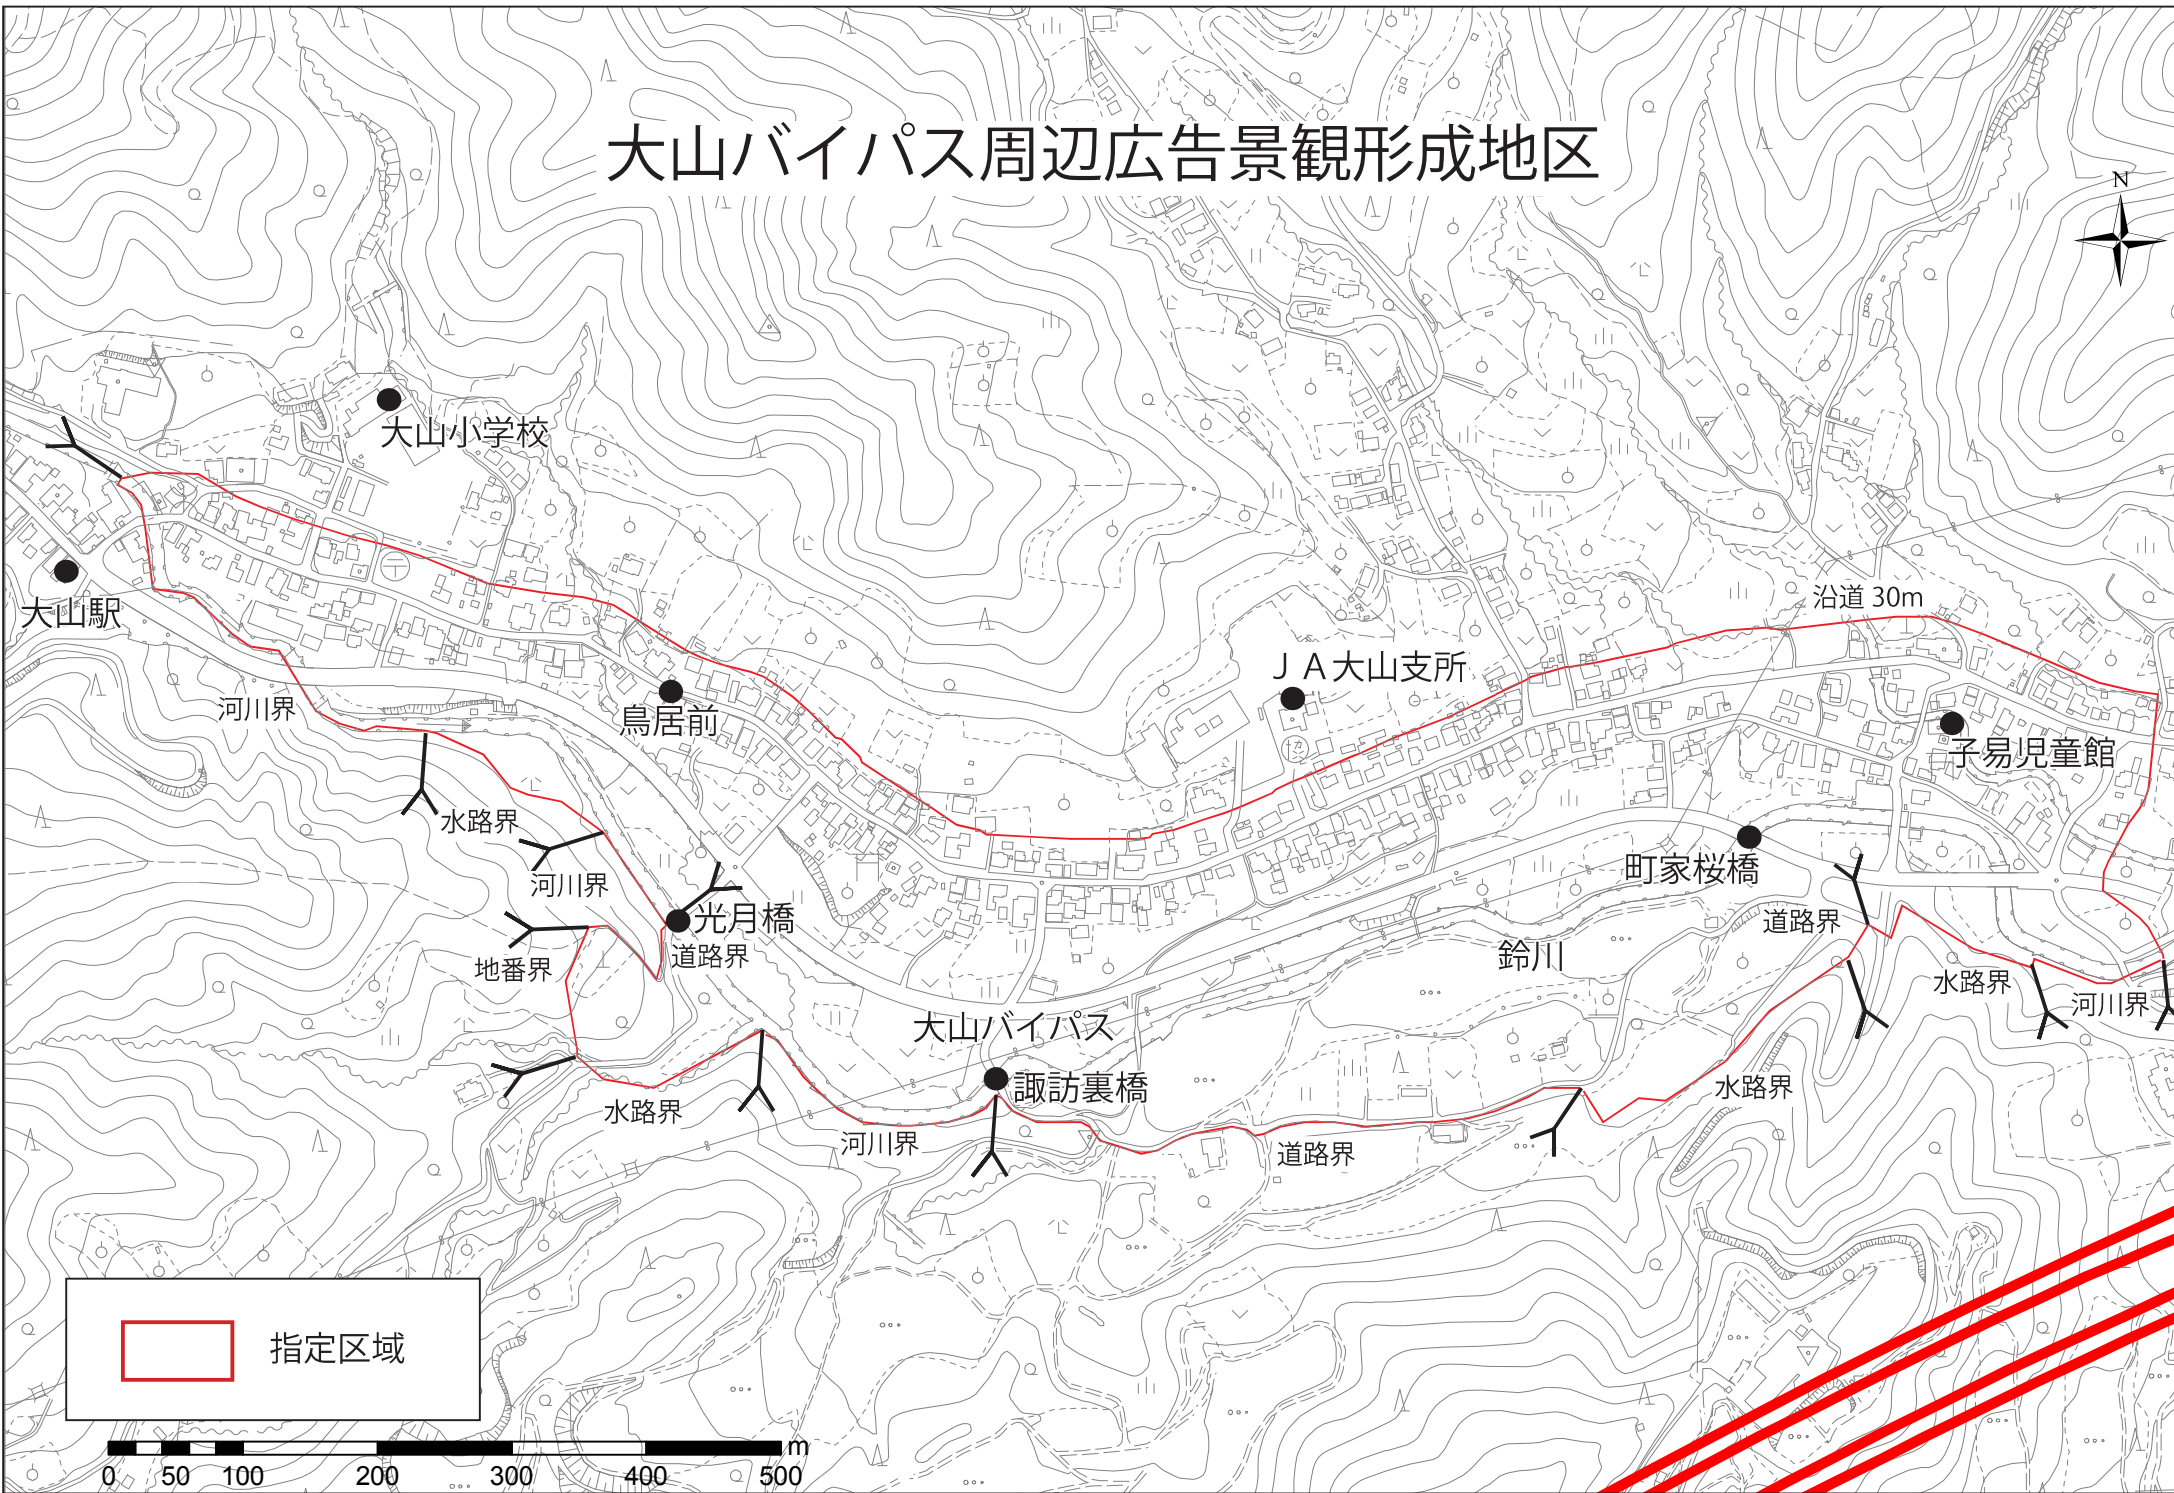 大山バイパス周辺広告景観形成地区
N
大山小学校
大山駅
沿道 30m
JA大山支所
河川界
鳥居前
子易児童館
水路界
河川界
町家桜橋
光月橋
道路界
道路界
地番界
鈴川
水路界
河川界
大山バイパス
諏訪裏橋
水路界
水路界
河川界
道路界
指定区域
m
0 50 100 200 300 400 500